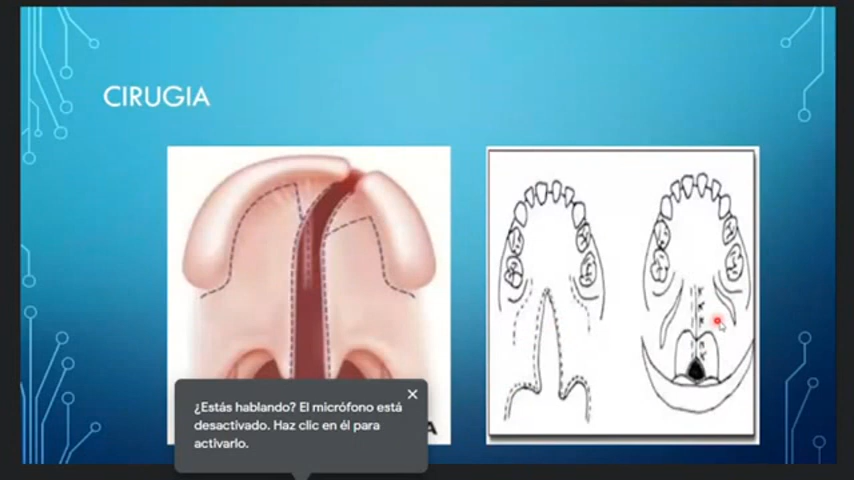 CIRUGIA
¿Estás hablando? El micrófono está
desactivado. Haz clic en él para
activarlo.
A